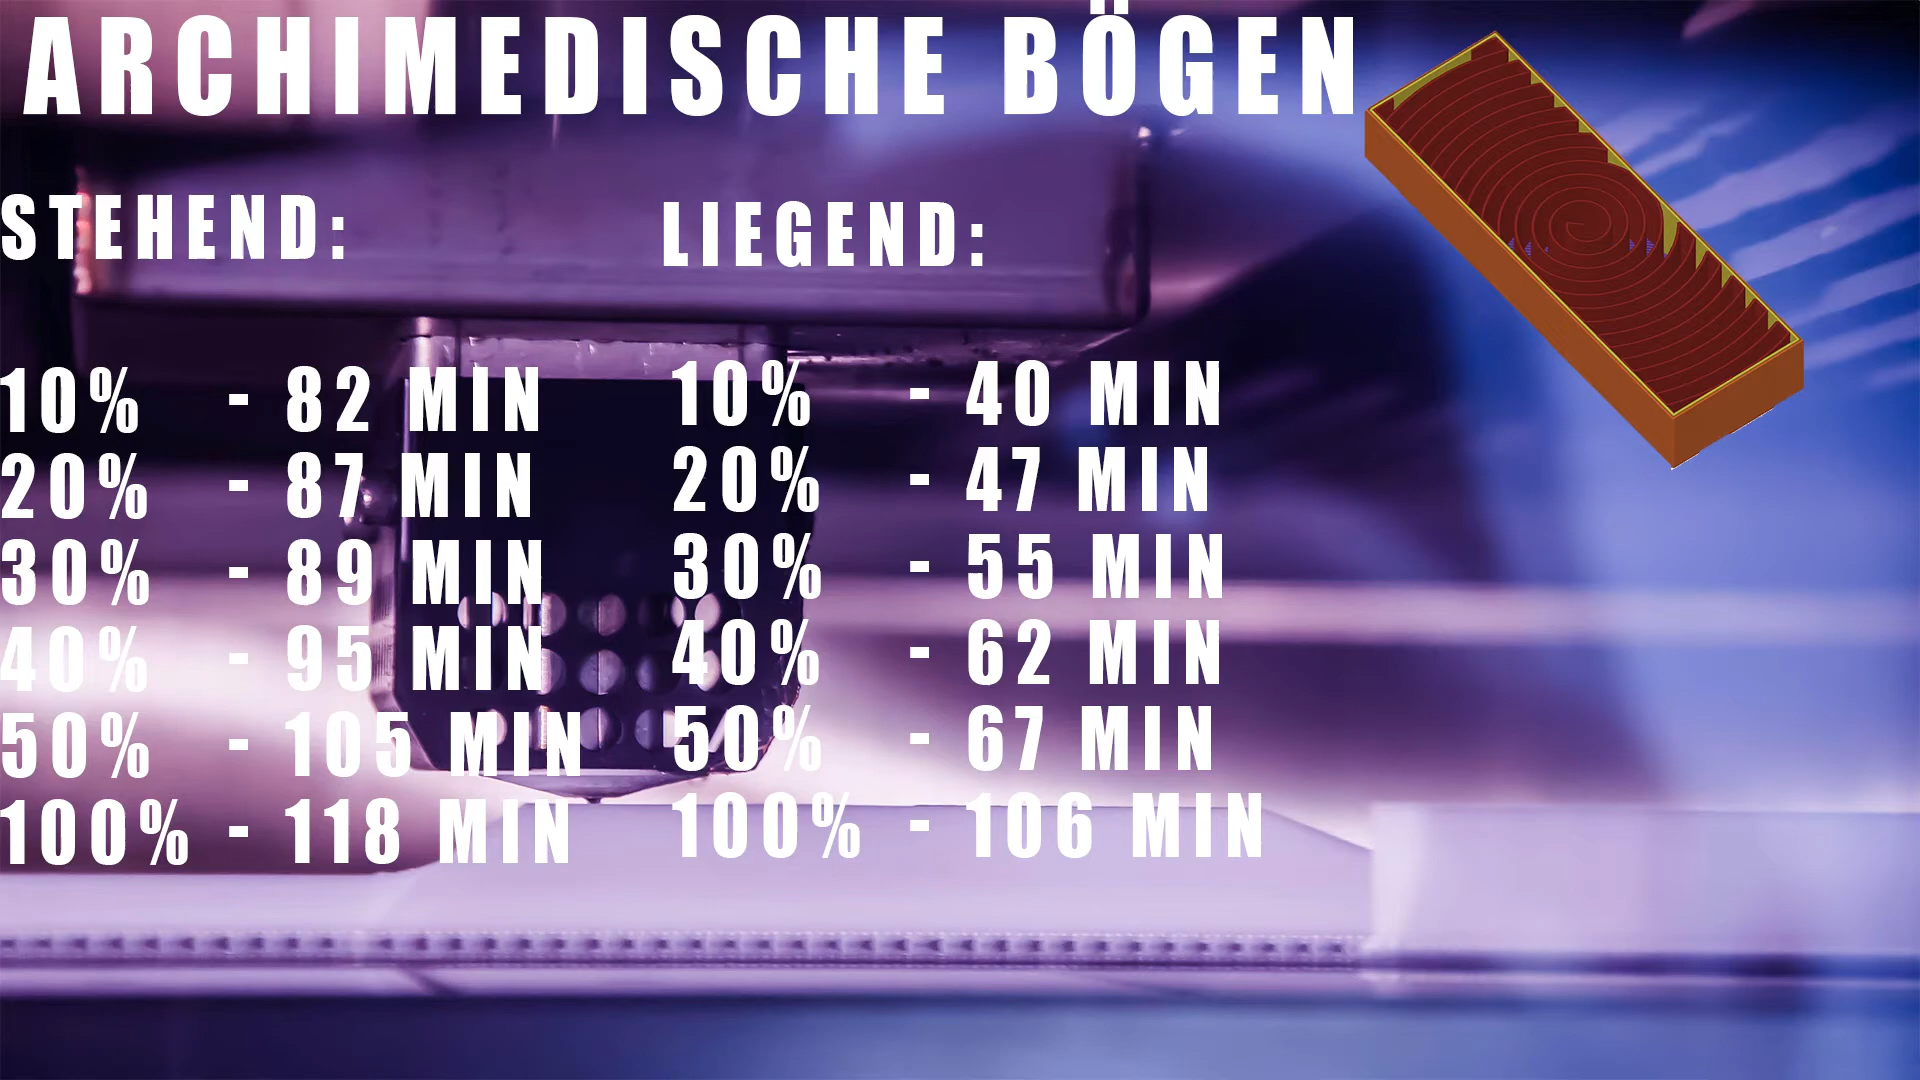 ARCHIMEDISCHE BÖGEN
STEHEND:
10% - 82 MIN
20% - 87 MIN
30% - 89 MIN
40% - 95 MIN
50% - 105 MIN
100% - 118 MIN
LIEGEND:
10% - 40 MIN
20% - 47 MIN
30% - 55 MIN
40% - 62 MIN
50% - 67 MIN
100% - 106 MIN